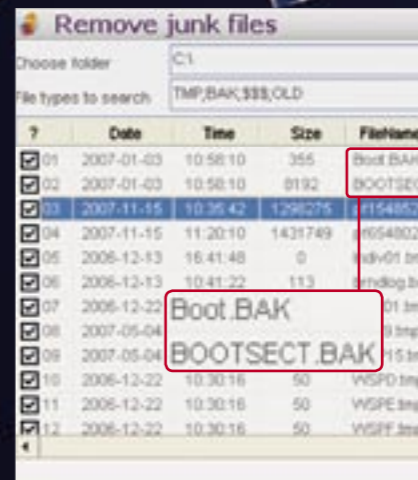 Remove junk files
Choose folder C:\
File types to search TMP;BAK;$$$;OLD
? Date Time Size FileName
01 2007-01-03 10:58:10 355 Boot.BAK
02 2007-01-03 10:58:10 8192 BOOTSEC
03 2007-11-15 10:35:42 1298275
04 2007-11-15 11:20:10 1431749
05 2006-12-13 16:41:48 0
06 2006-12-13 10:41:22 113
07 2006-12-22
Boot.BAK
08 2007-05-04
09 2007-05-04
BOOTSECT.BAK
10 2006-12-22 10:30:16 50
11 2006-12-22 10:30:16 50
12 2006-12-22 10:30:16 50